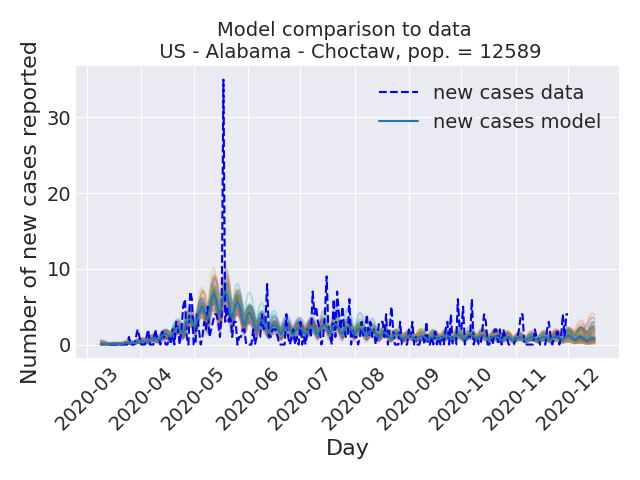 Model comparison to data
US - Alabama - Choctaw, pop. = 12589
new cases data
new cases model
Number of new cases reported
30
20
10
0
2020-03
2020-04
2020-05
2020-06
2020-07
2020-08
2020-09
2020-10
2020-11
2020-12
Day